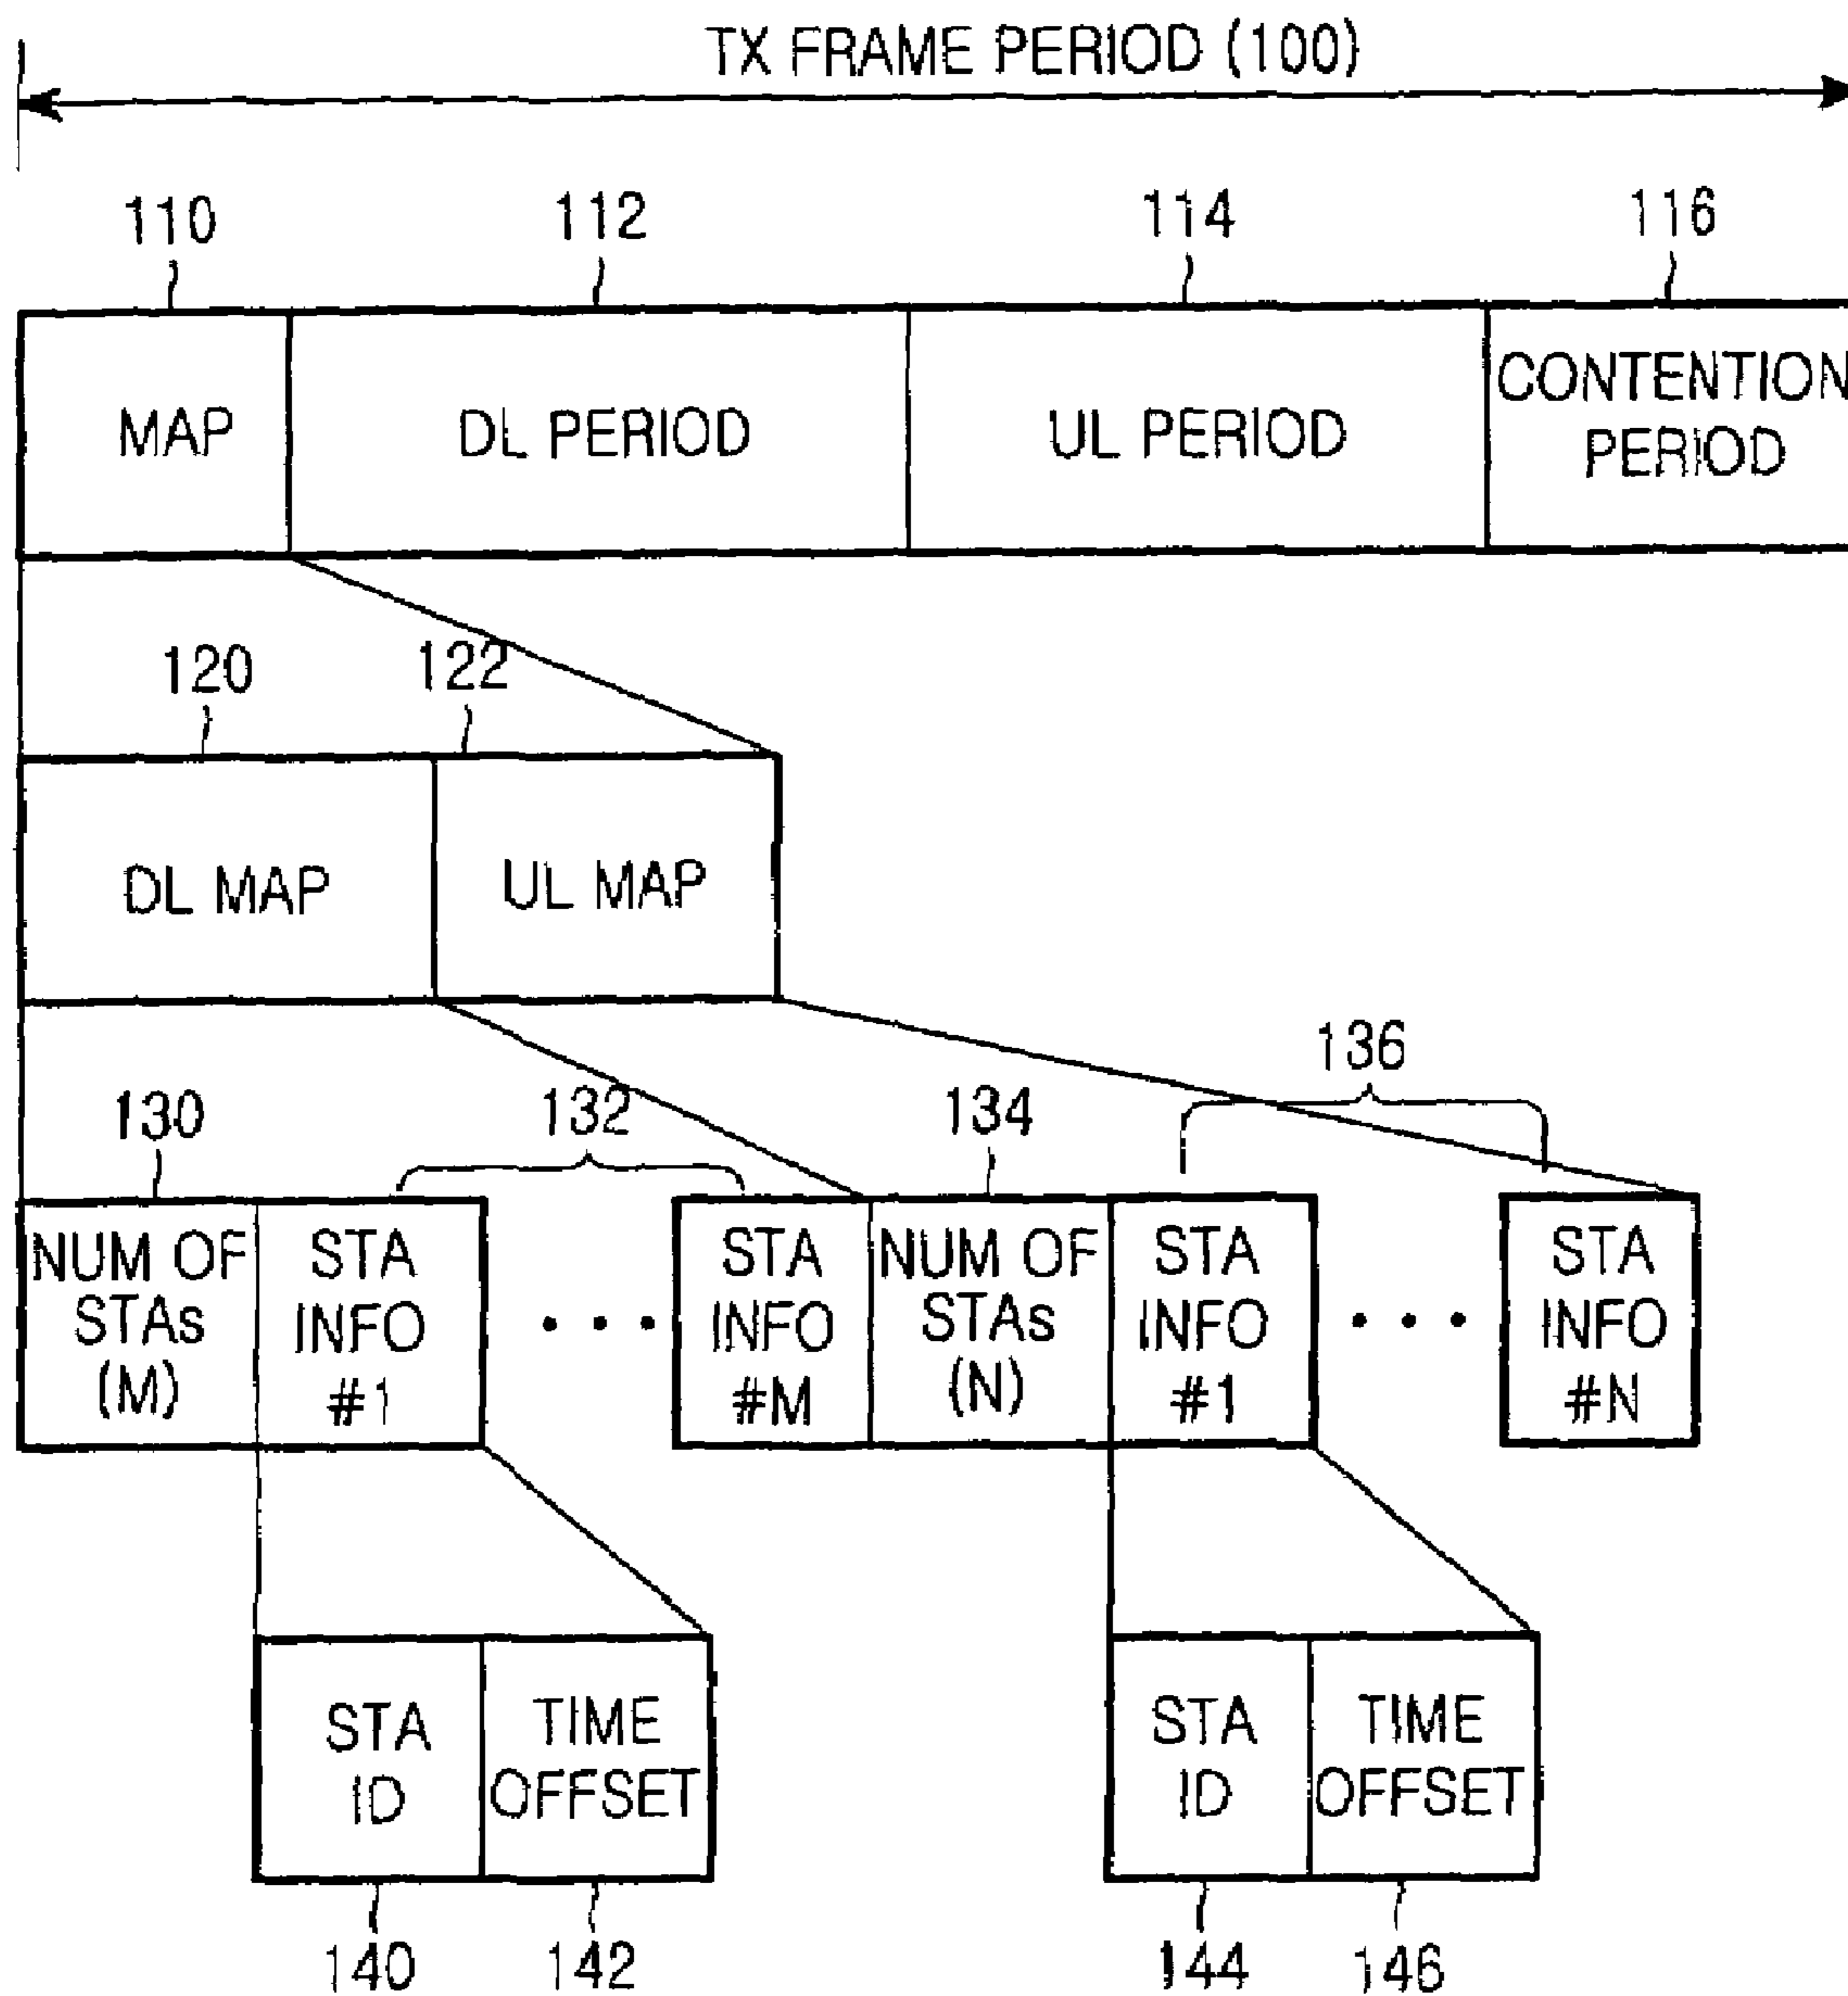 TX FRAME PERIOD (100)
110
112
114
116
MAP
DL PERIOD
UL PERIOD
CONTENTION
PERIOD
120
122
DL MAP
UL MAP
136
130
132
134
NUM OF
STAs
(M)
STA
INFO
#1
• • •
STA
INFO
#M
NUM OF
STAs
(N)
STA
INFO
#1
• • •
STA
INFO
#N
STA
ID
TIME
OFFSET
STA
ID
TIME
OFFSET
140
142
144
146